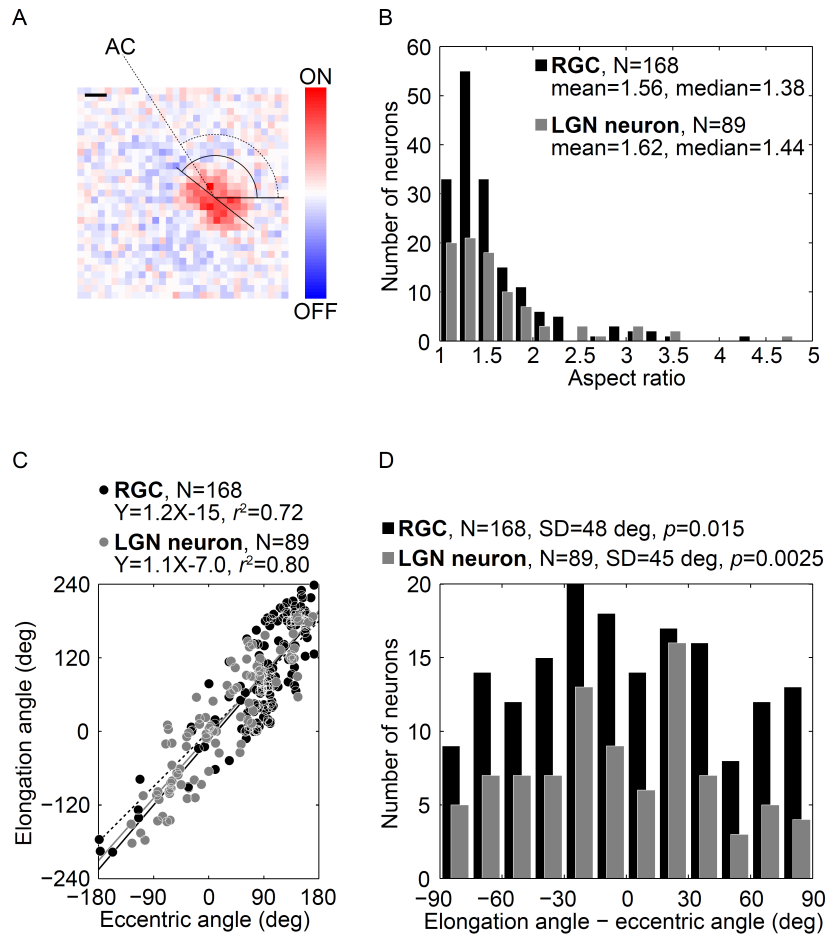 A
AC
ON
OFF
B
RGC, N=168
mean=1.56, median=1.38
LGN neuron, N=89
mean=1.62, median=1.44
Number of neurons
60
50
40
30
20
10
0
1 1.5 2 2.5 3 3.5 4 4.5 5
Aspect ratio
C
RGC, N=168
Y=1.2X-15, r²=0.72
LGN neuron, N=89
Y=1.1X-7.0, r²=0.80
Elongation angle (deg)
240
120
0
−120
−240
−180 −90 0 90 180
Eccentric angle (deg)
D
RGC, N=168, SD=48 deg, p=0.015
LGN neuron, N=89, SD=45 deg, p=0.0025
Number of neurons
20
15
10
5
0
−90 −60 −30 0 30 60 90
Elongation angle − eccentric angle (deg)